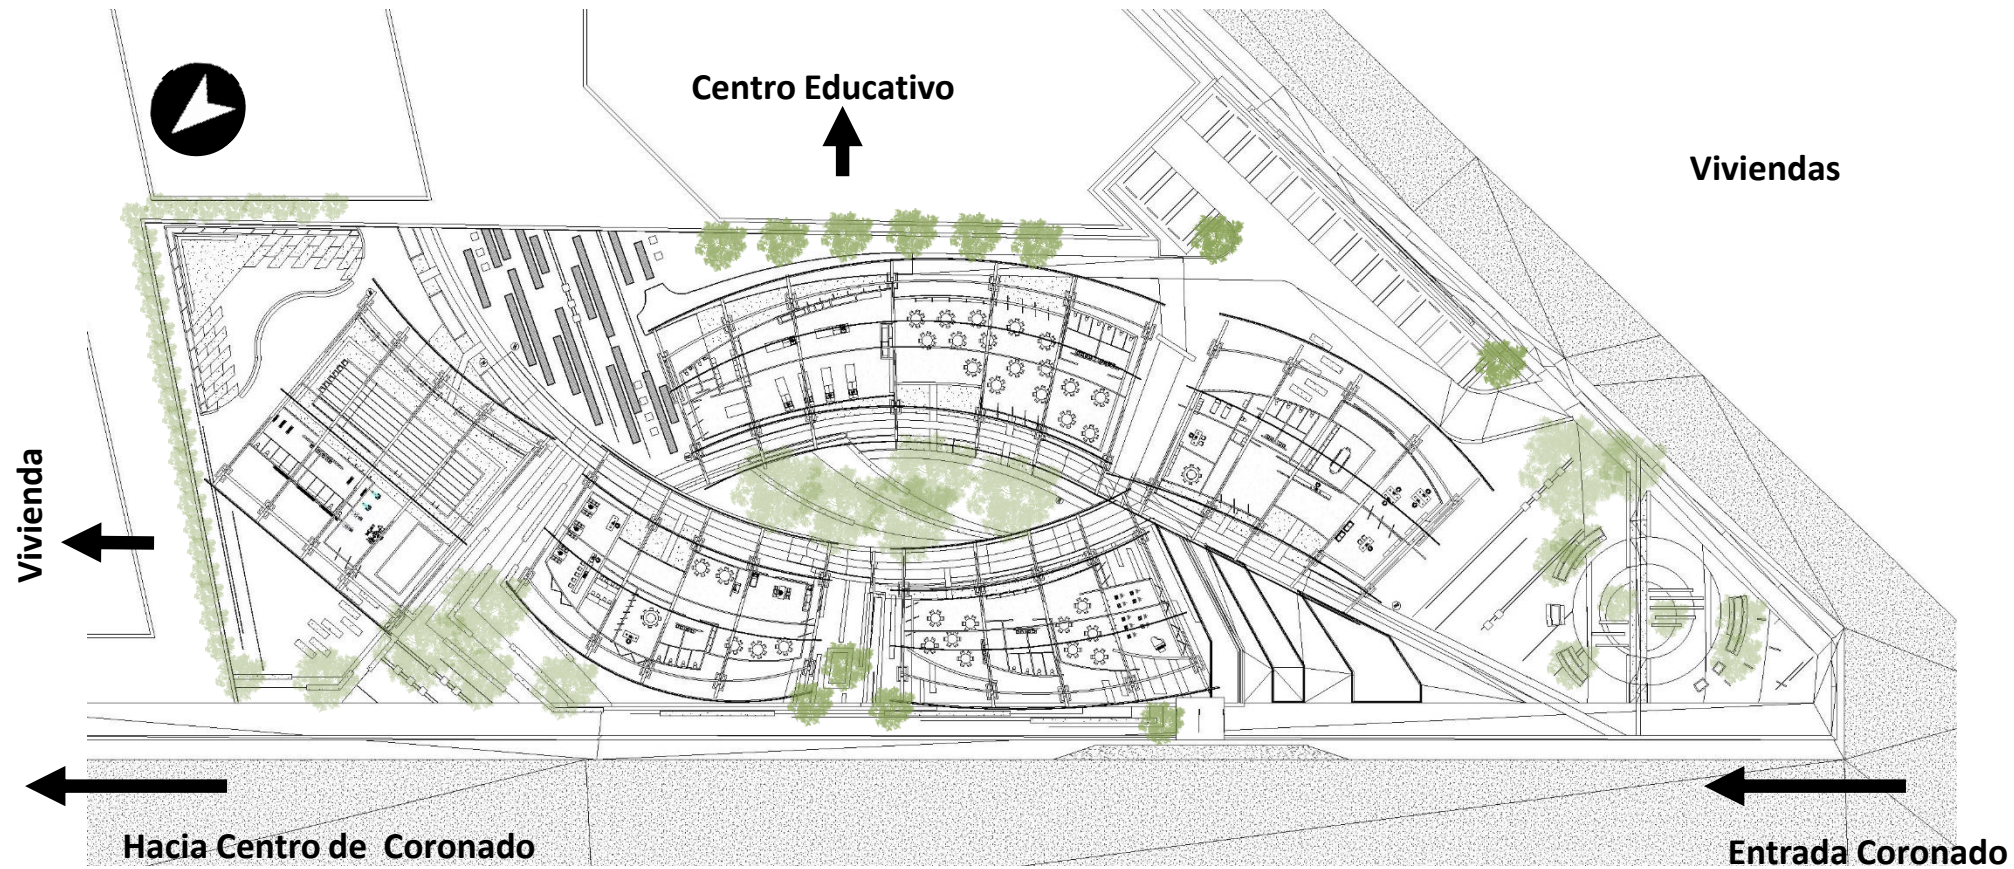 Centro Educativo
Viviendas
Vivienda
Hacia Centro de  Coronado
Entrada Coronado